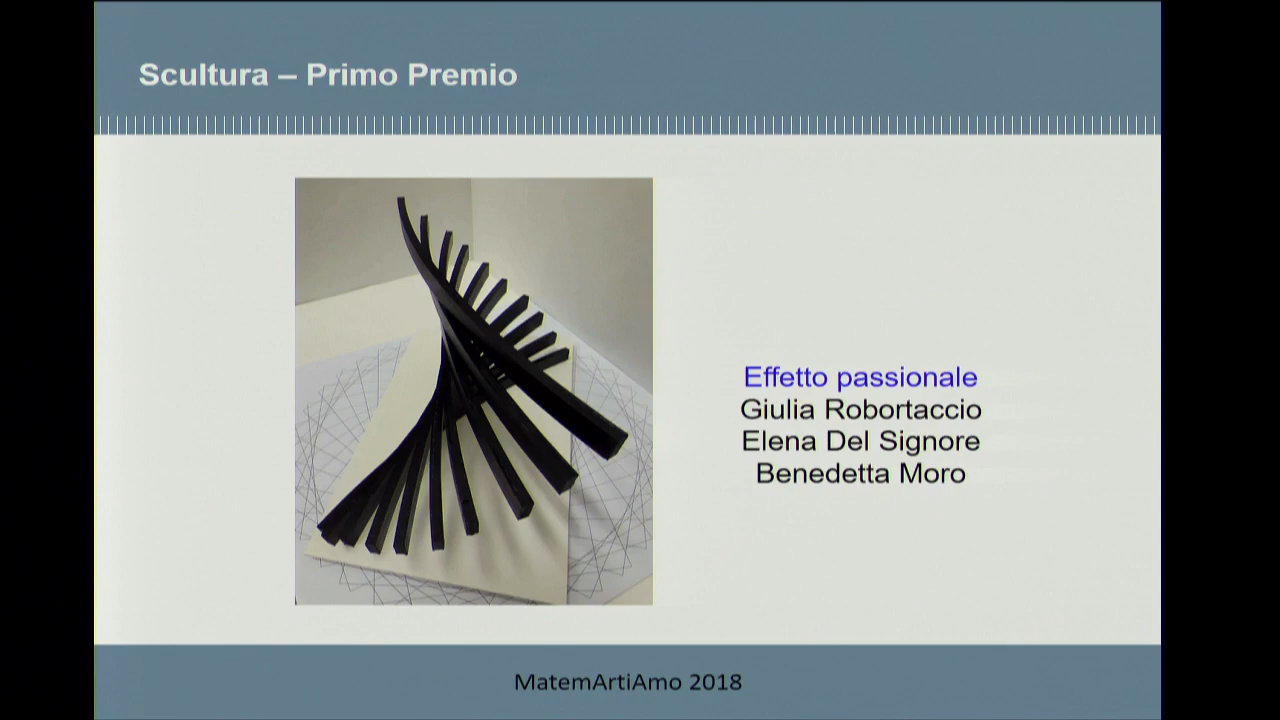 Scultura – Primo Premio
Effetto passionale
Giulia Robortaccio
Elena Del Signore
Benedetta Moro
MatemArtiAmo 2018